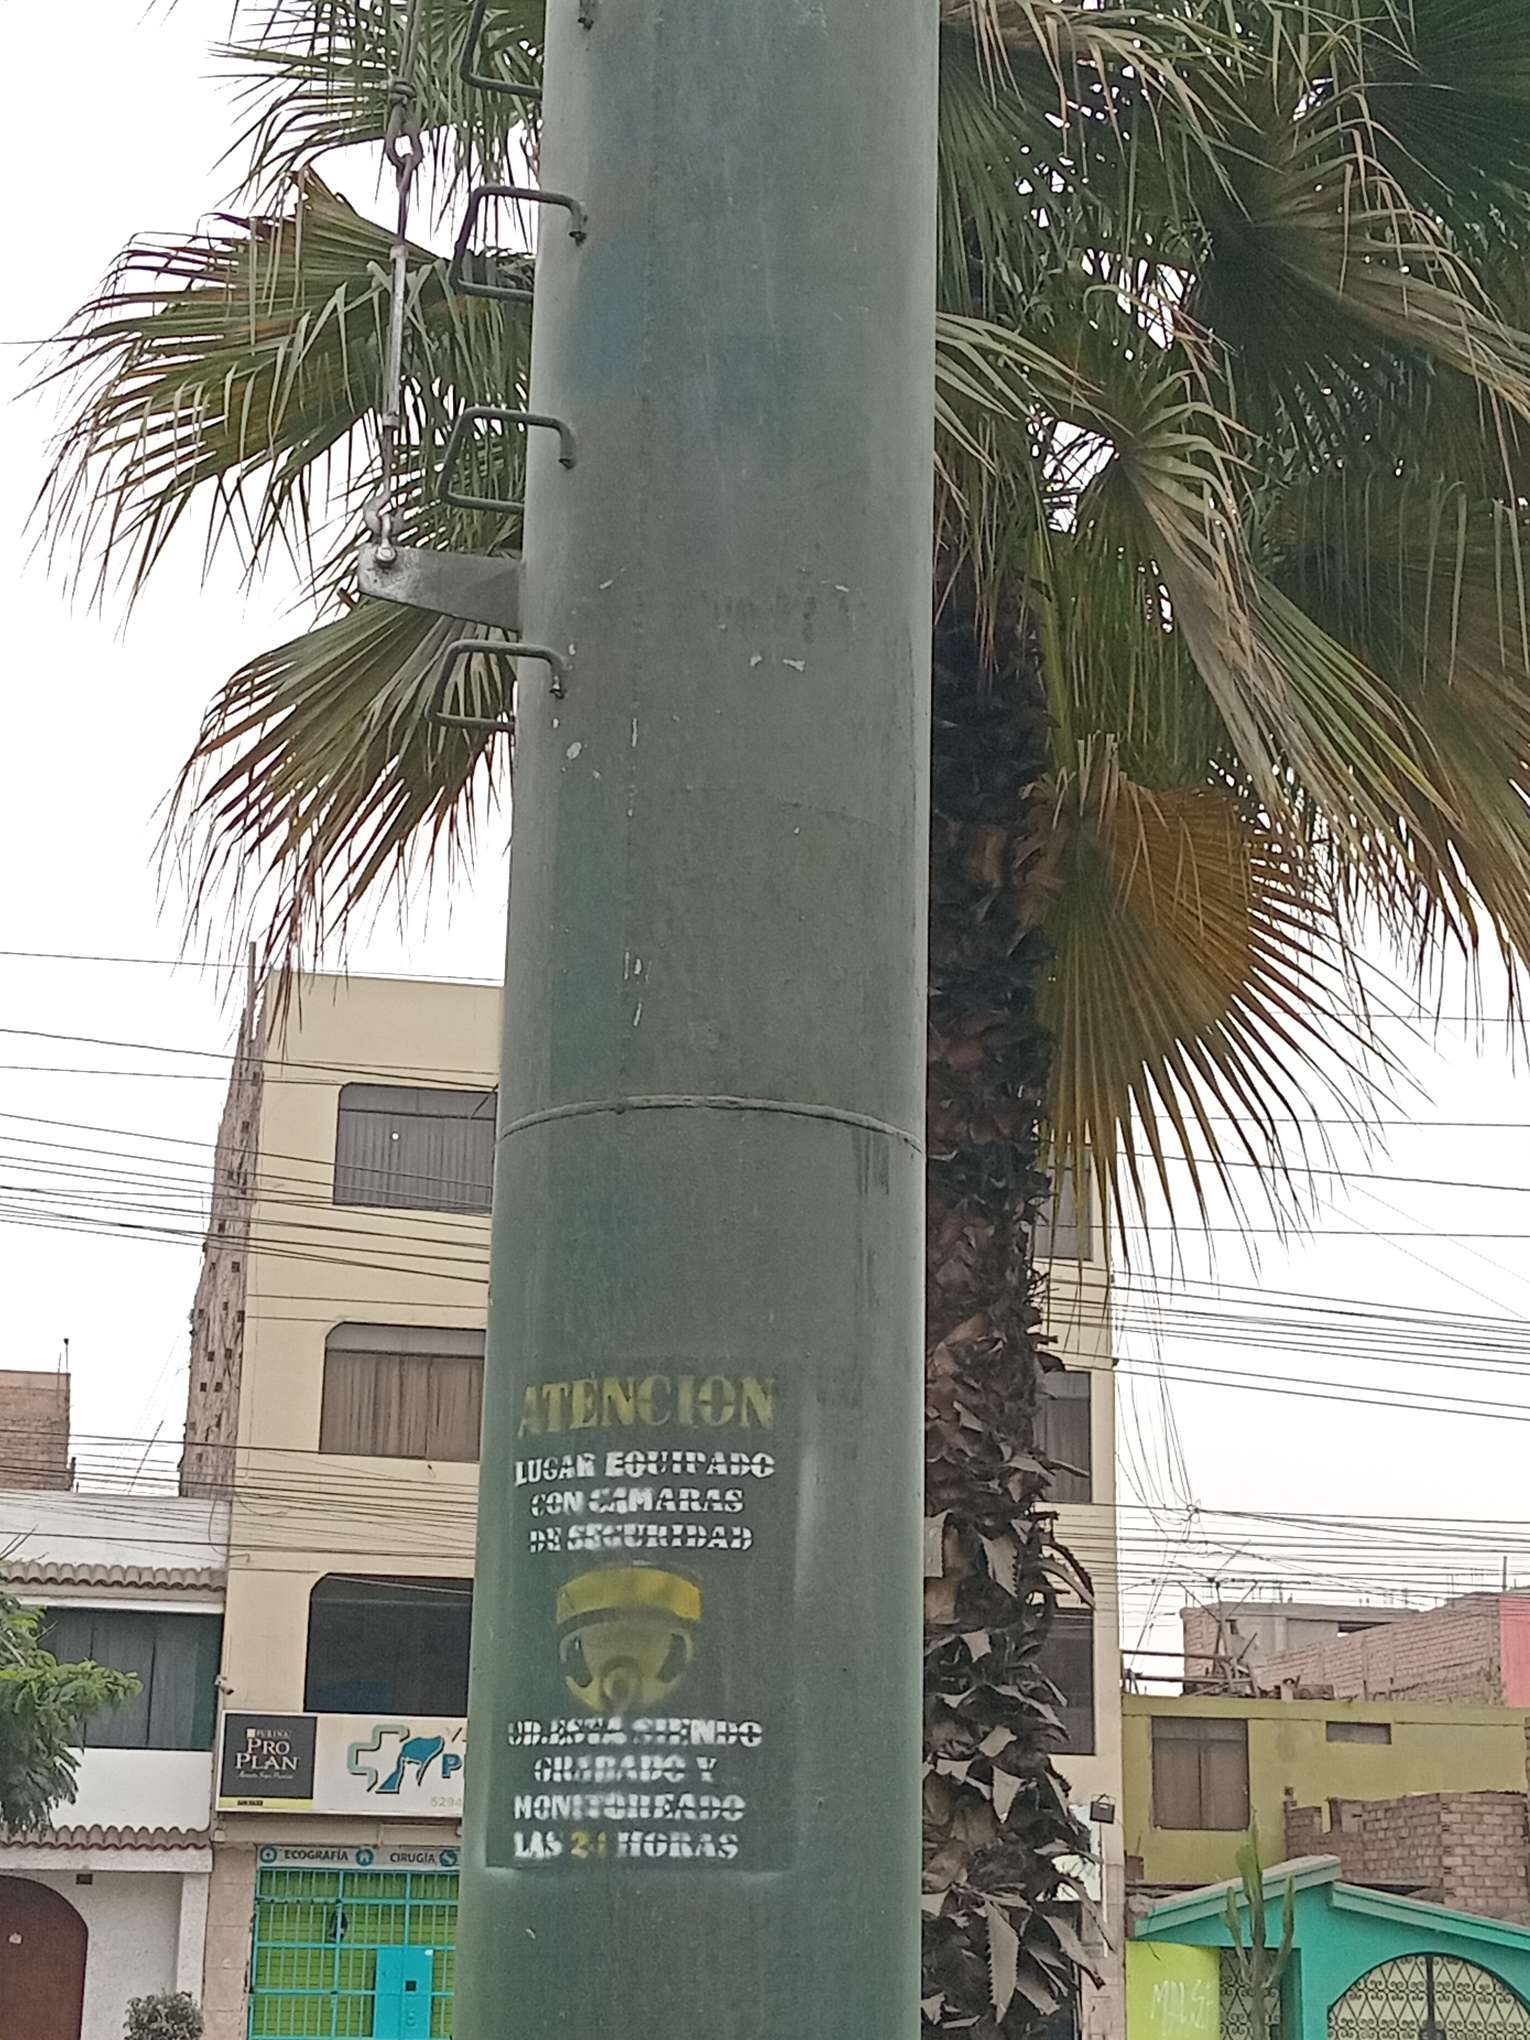 ATENCION
LUGAR EQUIPADO
CON CAMARAS
DE SEGURIDAD
UD.ESTA SIENDO
GRABADO Y
MONITOREADO
LAS 24 HORAS
PURINA
PRO
PLAN
ECOGRAFÍA
CIRUGÍA